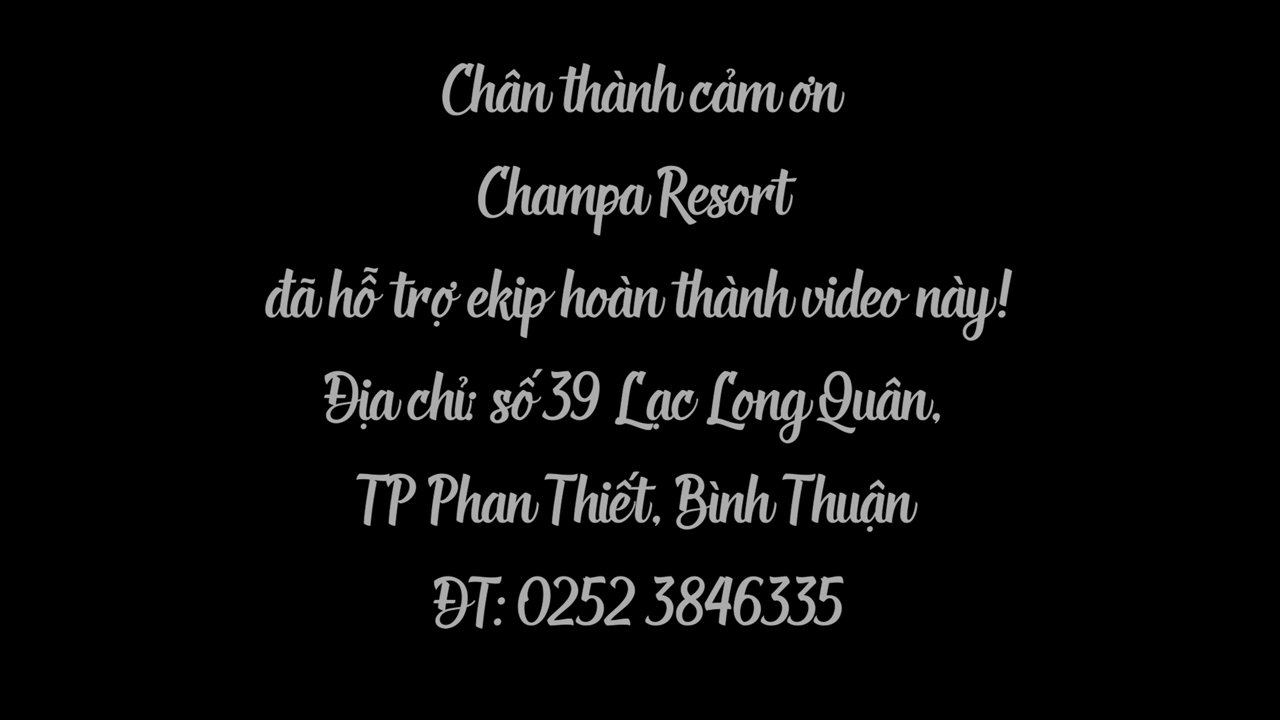 Chân thành cảm ơn
Champa Resort
đã hỗ trợ ekip hoàn thành video này!
Địa chỉ: số 39 Lạc Long Quân,
TP Phan Thiết, Bình Thuận
ĐT: 0252 3846335